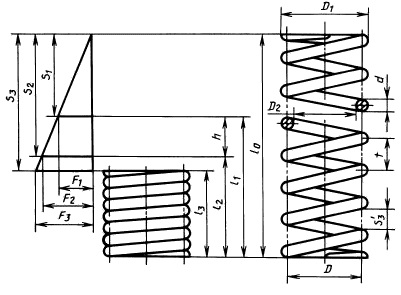 D₁
S₃
S₂
S₁
h
l₀
l₁
l₂
l₃
F₁
F₂
F₃
D₂
d
t
S'₃
D